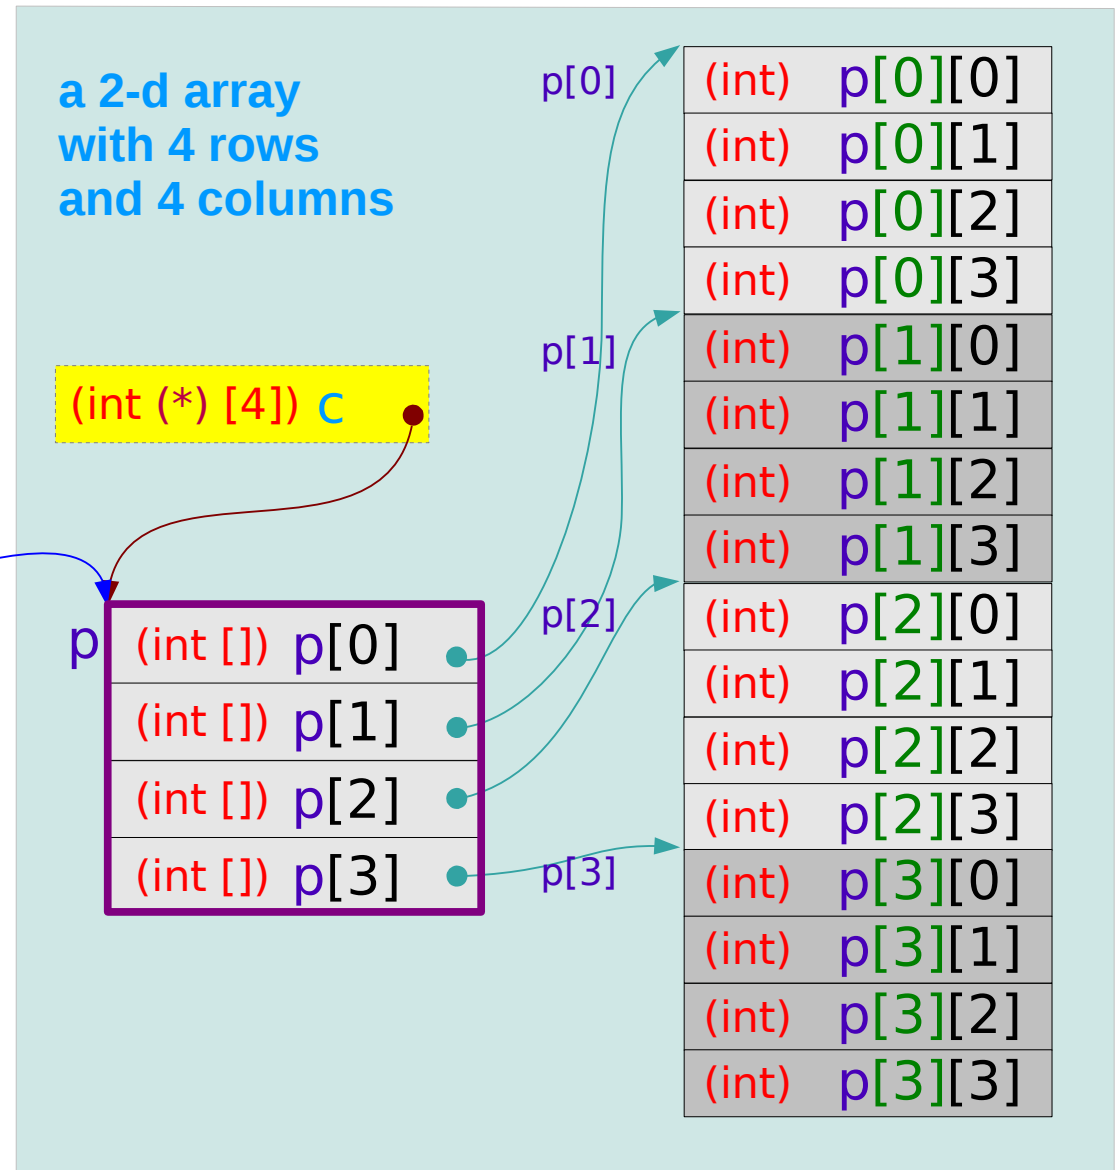 a 2-d array
with 4 rows
and 4 columns
(int (*) [4]) c
p
(int []) p[0]
(int []) p[1]
(int []) p[2]
(int []) p[3]
p[0]
p[1]
p[2]
p[3]
(int) p[0][0]
(int) p[0][1]
(int) p[0][2]
(int) p[0][3]
(int) p[1][0]
(int) p[1][1]
(int) p[1][2]
(int) p[1][3]
(int) p[2][0]
(int) p[2][1]
(int) p[2][2]
(int) p[2][3]
(int) p[3][0]
(int) p[3][1]
(int) p[3][2]
(int) p[3][3]